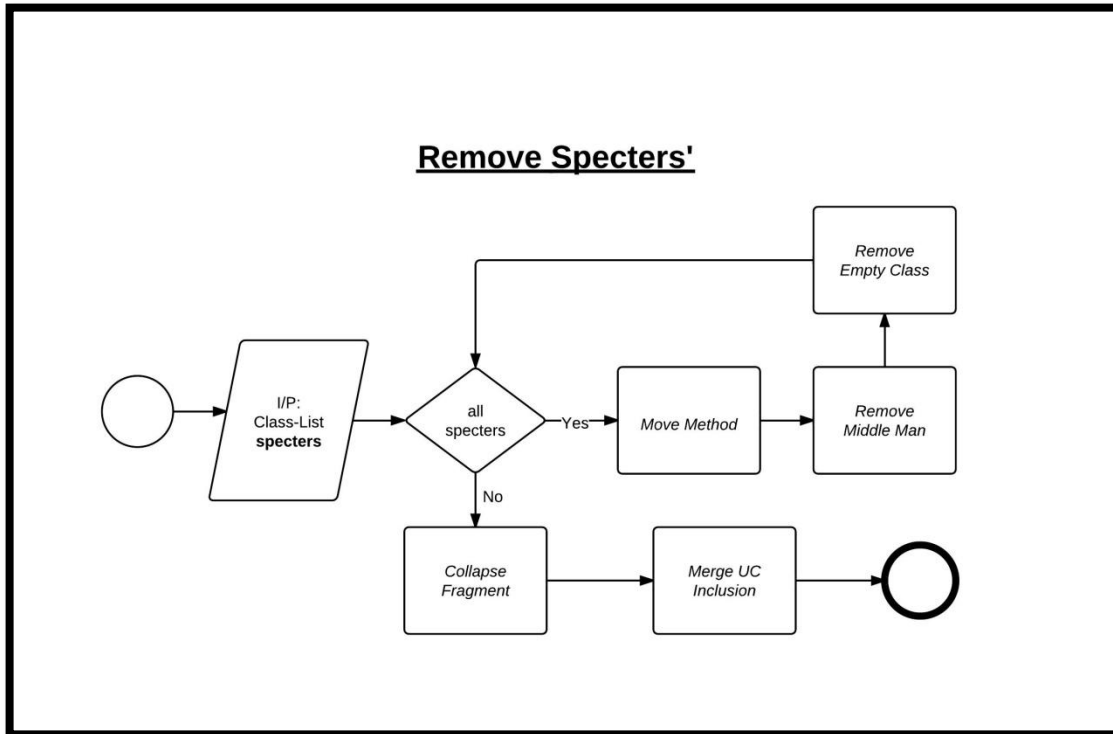 Remove Specters'
Remove
Empty Class
I/P:
Class-List
specters
all
specters
Yes
Move Method
Remove
Middle Man
No
Collapse
Fragment
Merge UC
Inclusion